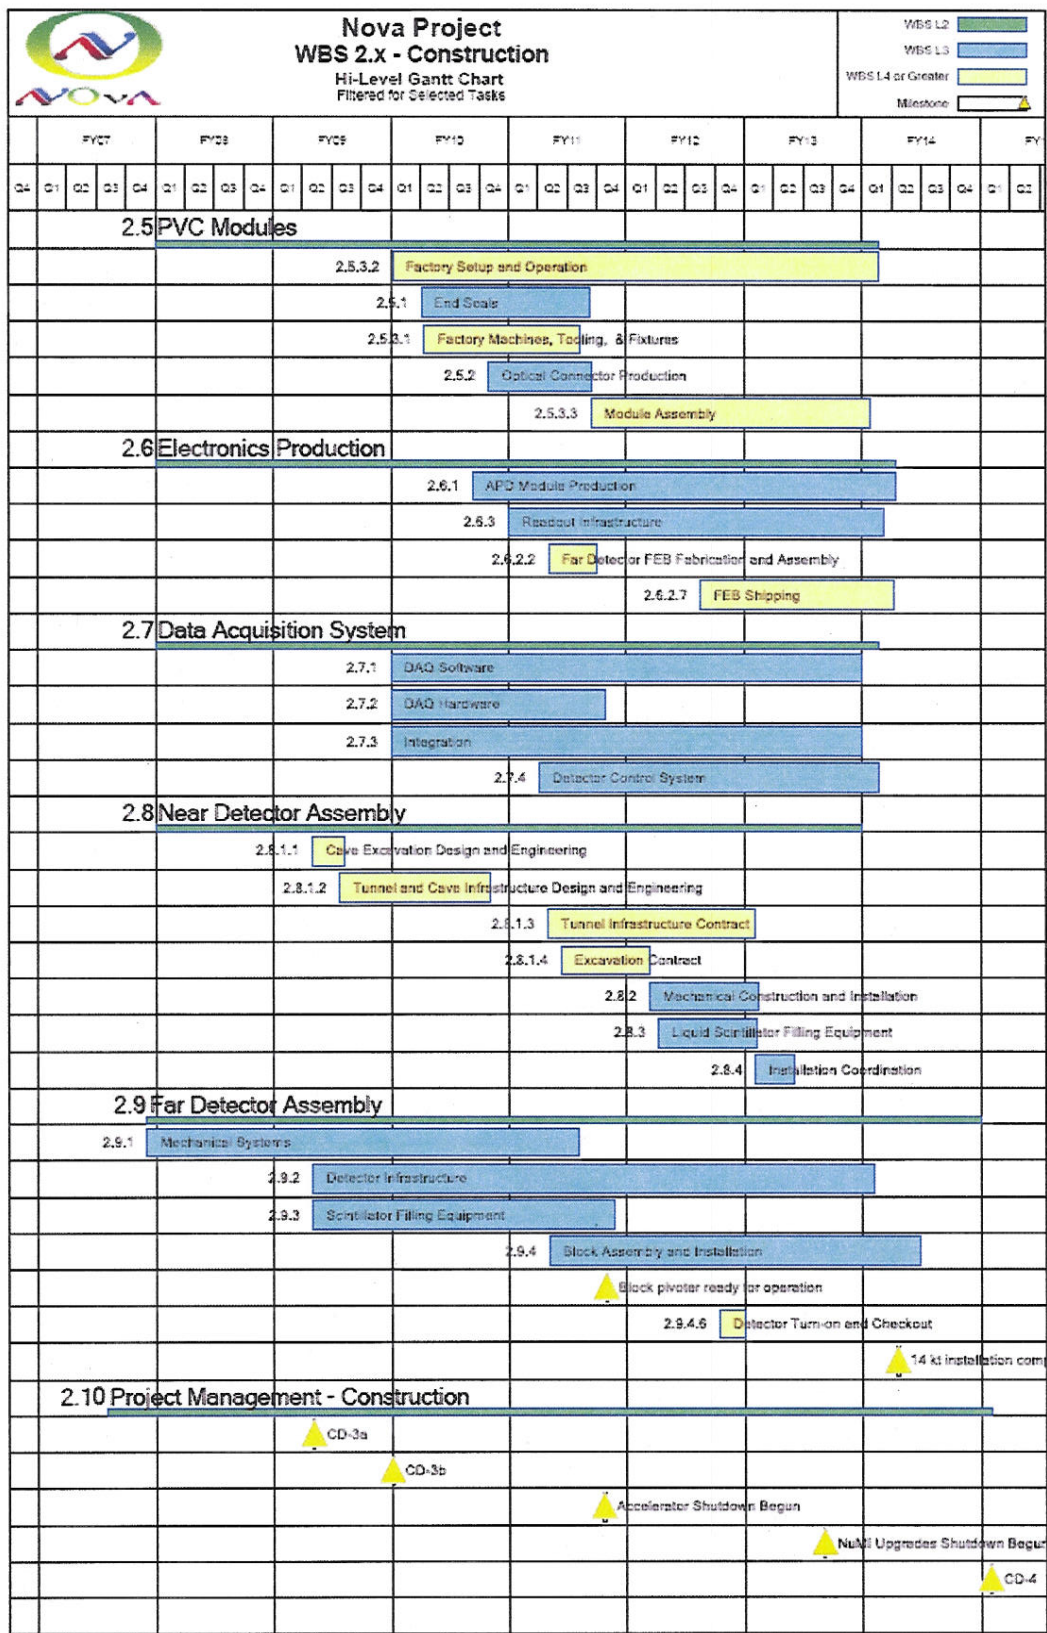 NOvA
Nova Project
WBS 2.x - Construction
Hi-Level Gantt Chart
Filtered for Selected Tasks
WBS L2
WBS L3
WBS L4 or Greater
Milestone
FY07 FY08 FY09 FY10 FY11 FY12 FY13 FY14 FY1
Q4 Q1 Q2 Q3 Q4 Q1 Q2 Q3 Q4 Q1 Q2 Q3 Q4 Q1 Q2 Q3 Q4 Q1 Q2 Q3 Q4 Q1 Q2 Q3 Q4 Q1 Q2 Q3 Q4 Q1 Q2 Q3 Q4 Q1 Q2
2.5 PVC Modules
2.5.3.2 Factory Setup and Operation
2.5.1 End Seals
2.5.3.1 Factory Machines, Tooling, & Fixtures
2.5.2 Optical Connector Production
2.5.3.3 Module Assembly
2.6 Electronics Production
2.6.1 APD Module Production
2.6.3 Readout Infrastructure
2.6.2.2 Far Detector FEB Fabrication and Assembly
2.6.2.7 FEB Shipping
2.7 Data Acquisition System
2.7.1 DAQ Software
2.7.2 DAQ Hardware
2.7.3 Integration
2.7.4 Detector Control System
2.8 Near Detector Assembly
2.8.1.1 Cave Excavation Design and Engineering
2.8.1.2 Tunnel and Cave Infrastructure Design and Engineering
2.8.1.3 Tunnel Infrastructure Contract
2.8.1.4 Excavation Contract
2.8.2 Mechanical Construction and Installation
2.8.3 Liquid Scintillator Filling Equipment
2.8.4 Installation Coordination
2.9 Far Detector Assembly
2.9.1 Mechanical Systems
2.9.2 Detector Infrastructure
2.9.3 Scintillator Filling Equipment
2.9.4 Block Assembly and Installation
Block pivoter ready for operation
2.9.4.6 Detector Turn-on and Checkout
14 kt installation comp
2.10 Project Management - Construction
CD-3a
CD-3b
Accelerator Shutdown Begun
NuMI Upgrades Shutdown Begun
CD-4